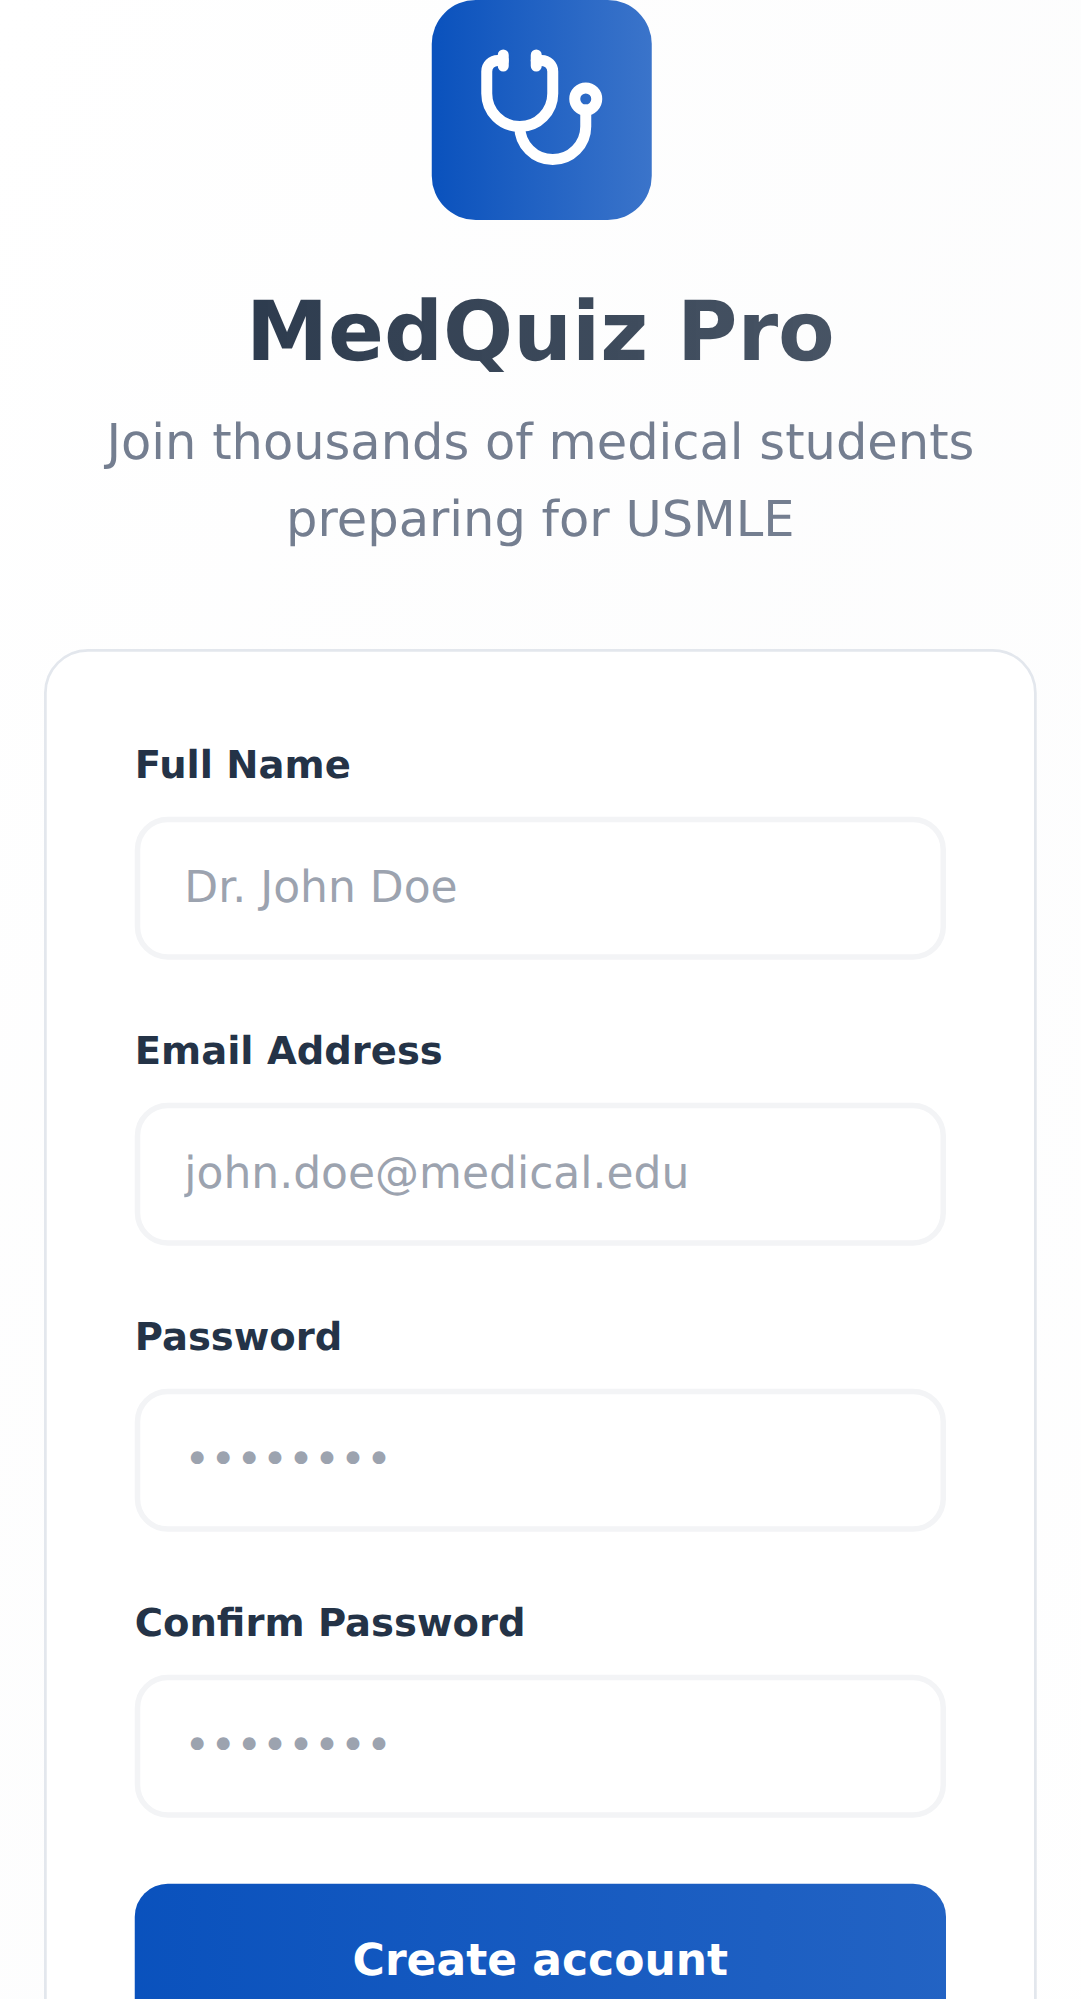 MedQuiz Pro
Join thousands of medical students
preparing for USMLE
Full Name
Dr. John Doe
Email Address
john.doe@medical.edu
Password
••••••••
Confirm Password
••••••••
Create account